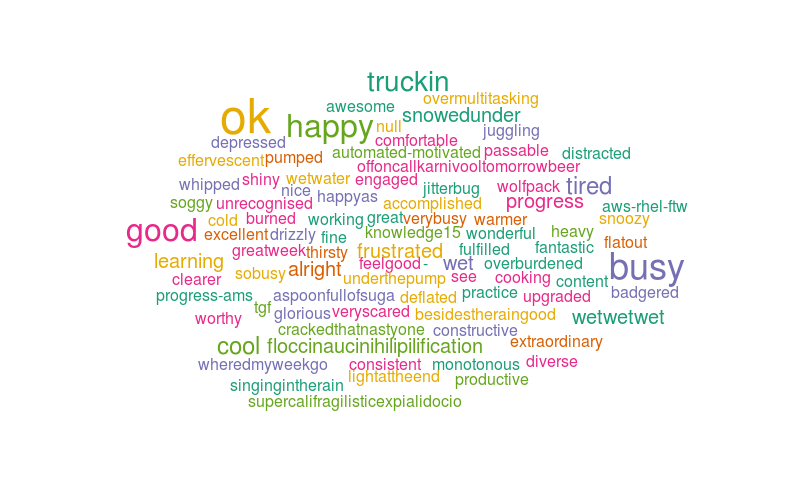 truckin
overmultitasking
awesome
ok happy null snowedunder
juggling
depressed comfortable
effervescent pumped automated-motivated passable distracted
offoncallkarnivooltomorrowbeer
whipped shiny wetwater engaged jitterbug wolfpack tired
nice happyas
soggy unrecognised accomplished progress aws-rhel-ftw
cold burned working great verybusy warmer snoozy
good excellent drizzly fine knowledge15 wonderful heavy
greatweek thirsty frustrated fulfilled fantastic flatout
learning sobusy alright feelgood - wet overburdened busy
clearer underthepump see cooking content
progress-ams aspoonfullofsuga deflated practice upgraded badgered
tgf glorious veryscared besidestheraingood
worthy wetwetwet
crackedthatnastyone constructive
cool floccinaucinihilipilification extraordinary
wheredmyweekgo consistent monotonous diverse
lightattheend
singingintherain productive
supercalifragilisticexpialidocio